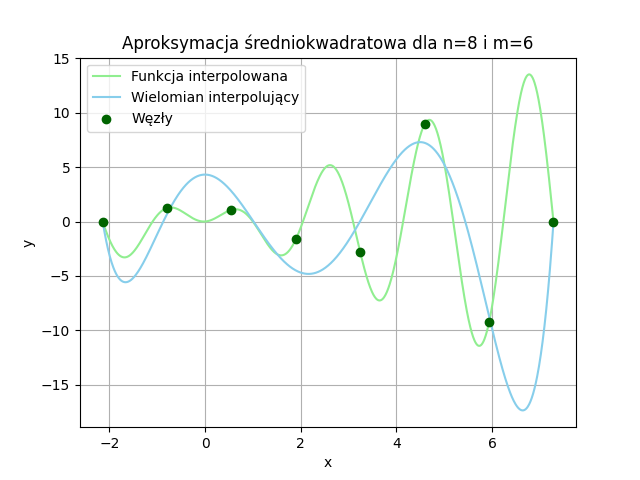 Aproksymacja średniokwadratowa dla n=8 i m=6
Funkcja interpolowana
Wielomian interpolujący
Węzły
15
10
5
0
−5
−10
−15
y
−2
0
2
4
6
x